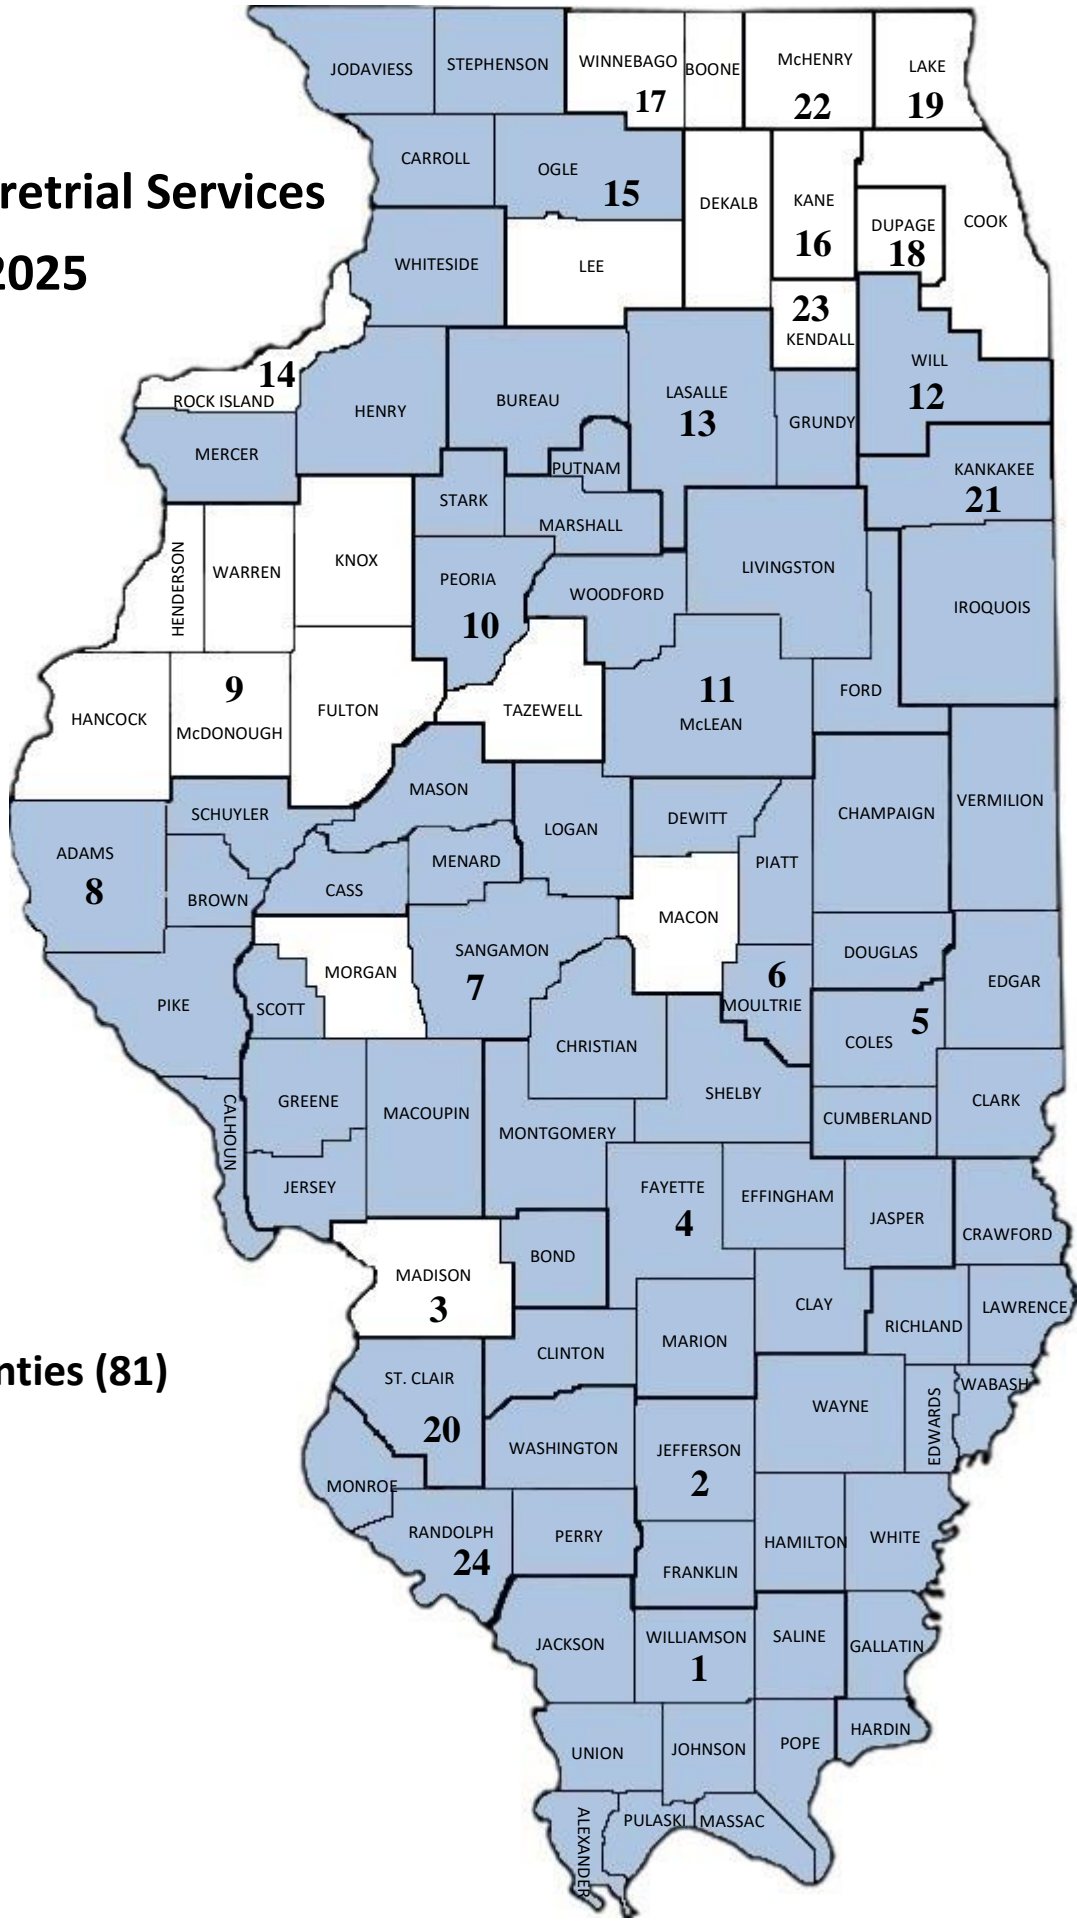 JODAVIESS
STEPHENSON
WINNEBAGO
17
BOONE
McHENRY
22
LAKE
19
retrial Services
2025
CARROLL
OGLE
15
DEKALB
KANE
16
DUPAGE
18
COOK
WHITESIDE
LEE
23
KENDALL
14
ROCK ISLAND
HENRY
BUREAU
LASALLE
13
GRUNDY
WILL
12
MERCER
PUTNAM
KANKAKEE
21
STARK
MARSHALL
HENDERSON
WARREN
KNOX
PEORIA
10
WOODFORD
LIVINGSTON
IROQUOIS
HANCOCK
9
McDONOUGH
FULTON
TAZEWELL
11
McLEAN
FORD
MASON
SCHUYLER
LOGAN
DEWITT
CHAMPAIGN
VERMILION
ADAMS
8
BROWN
CASS
MENARD
PIATT
MACON
MORGAN
SANGAMON
7
DOUGLAS
EDGAR
PIKE
SCOTT
6
MOULTRIE
5
COLES
CHRISTIAN
SHELBY
GREENE
MACOUPIN
CALHOUN
MONTGOMERY
CUMBERLAND
CLARK
JERSEY
FAYETTE
4
EFFINGHAM
JASPER
CRAWFORD
BOND
MADISON
3
CLAY
RICHLAND
LAWRENCE
nties (81)
CLINTON
MARION
ST. CLAIR
20
WAYNE
EDWARDS
WABASH
WASHINGTON
JEFFERSON
2
MONROE
RANDOLPH
24
PERRY
FRANKLIN
HAMILTON
WHITE
JACKSON
WILLIAMSON
1
SALINE
GALLATIN
UNION
JOHNSON
POPE
HARDIN
ALEXANDER
PULASKI
MASSAC